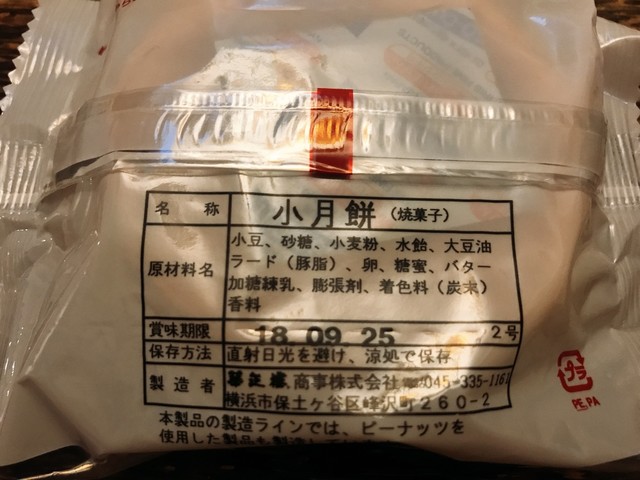 名称 小月餅（焼菓子）
原材料名 小豆、砂糖、小麦粉、水飴、大豆油
ラード（豚脂）、卵、糖蜜、バター
加糖練乳、膨張剤、着色料（炭末）
香料
賞味期限 18.09.25 2号
保存方法 直射日光を避け、涼処で保存
製造者 商事株式会社 045-335-1161
横浜市保土ヶ谷区峰沢町２６０-２
本製品の製造ラインでは、ピーナッツを
使用した製品も製造して
プラ
PE,PA